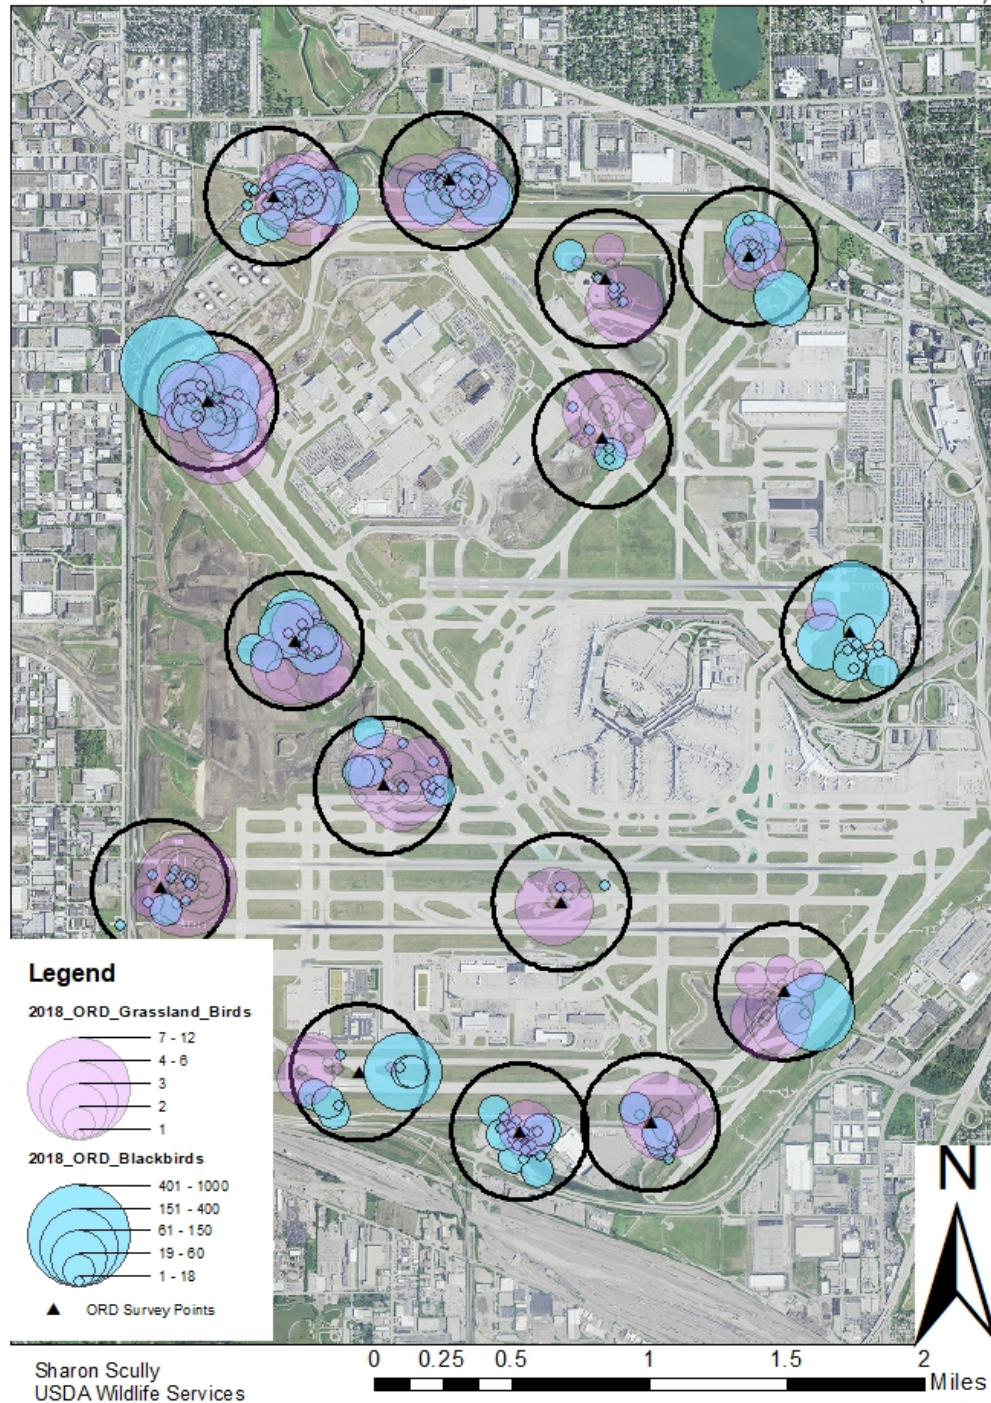 Legend
2018_ORD_Grassland_Birds
7 - 12
4 - 6
3
2
1
2018_ORD_Blackbirds
401 - 1000
151 - 400
61 - 150
19 - 60
1 - 18
ORD Survey Points
N
Sharon Scully
USDA Wildlife Services
0 0.25 0.5 1 1.5 2
Miles